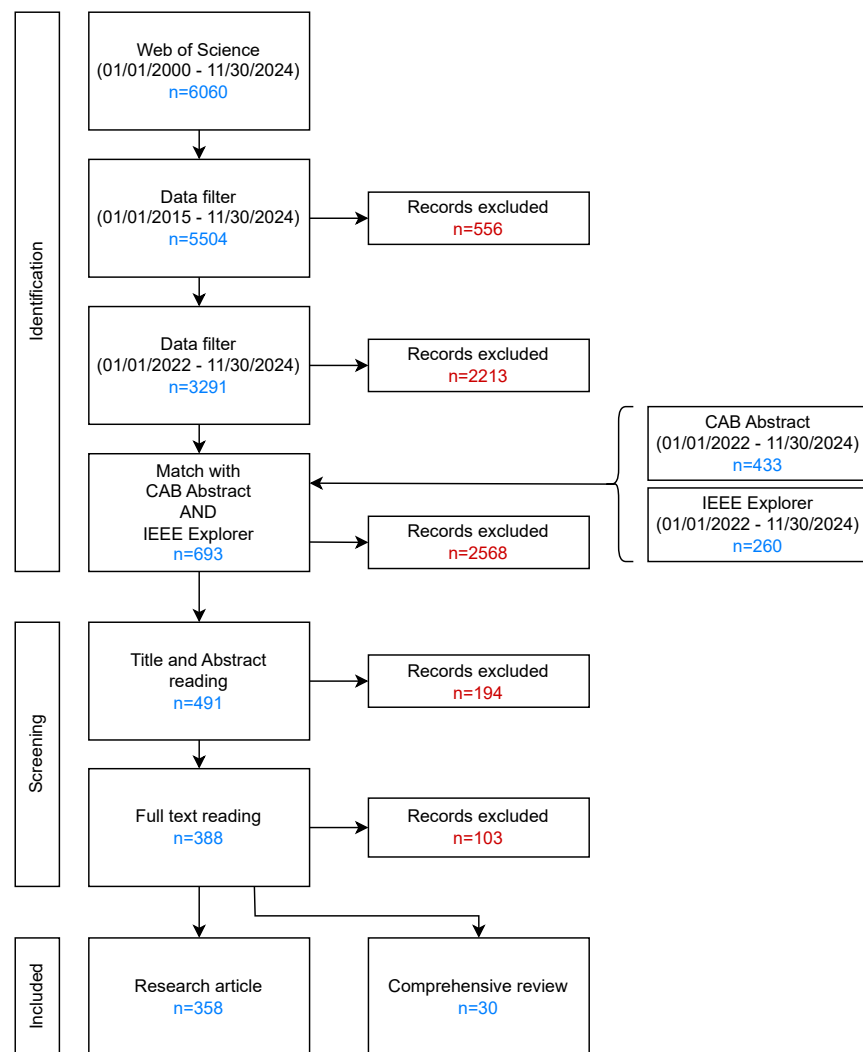 Identification
Web of Science
(01/01/2000 - 11/30/2024)
n=6060
Data filter
(01/01/2015 - 11/30/2024)
n=5504
Records excluded
n=556
Data filter
(01/01/2022 - 11/30/2024)
n=3291
Records excluded
n=2213
Match with
CAB Abstract
AND
IEEE Explorer
n=693
Records excluded
n=2568
CAB Abstract
(01/01/2022 - 11/30/2024)
n=433
IEEE Explorer
(01/01/2022 - 11/30/2024)
n=260
Screening
Title and Abstract
reading
n=491
Records excluded
n=194
Full text reading
n=388
Records excluded
n=103
Included
Research article
n=358
Comprehensive review
n=30